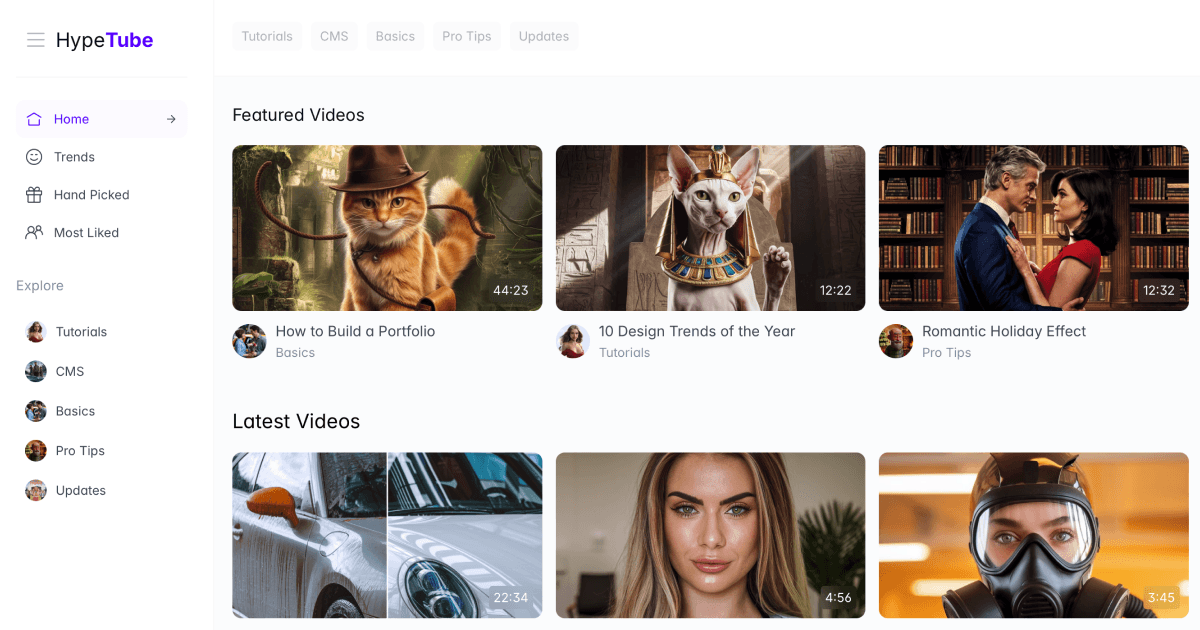 HypeTube
Tutorials
CMS
Basics
Pro Tips
Updates
Home
Trends
Hand Picked
Most Liked
Explore
Tutorials
CMS
Basics
Pro Tips
Updates
Featured Videos
44:23
12:22
12:32
How to Build a Portfolio
Basics
10 Design Trends of the Year
Tutorials
Romantic Holiday Effect
Pro Tips
Latest Videos
22:34
4:56
3:45